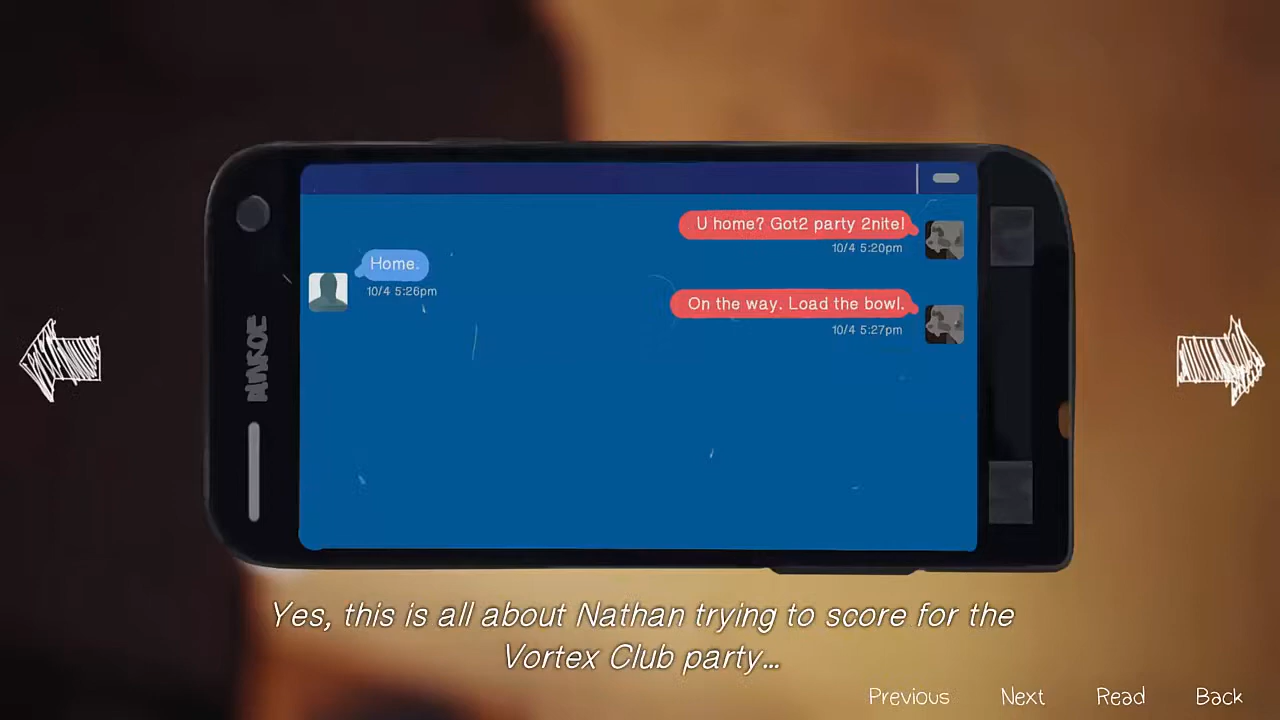 U home? Got2 party 2nite!
10/4 5:20pm
Home.
10/4 5:26pm
On the way. Load the bowl.
10/4 5:27pm
Yes, this is all about Nathan trying to score for the
Vortex Club party...
Previous Next Read Back